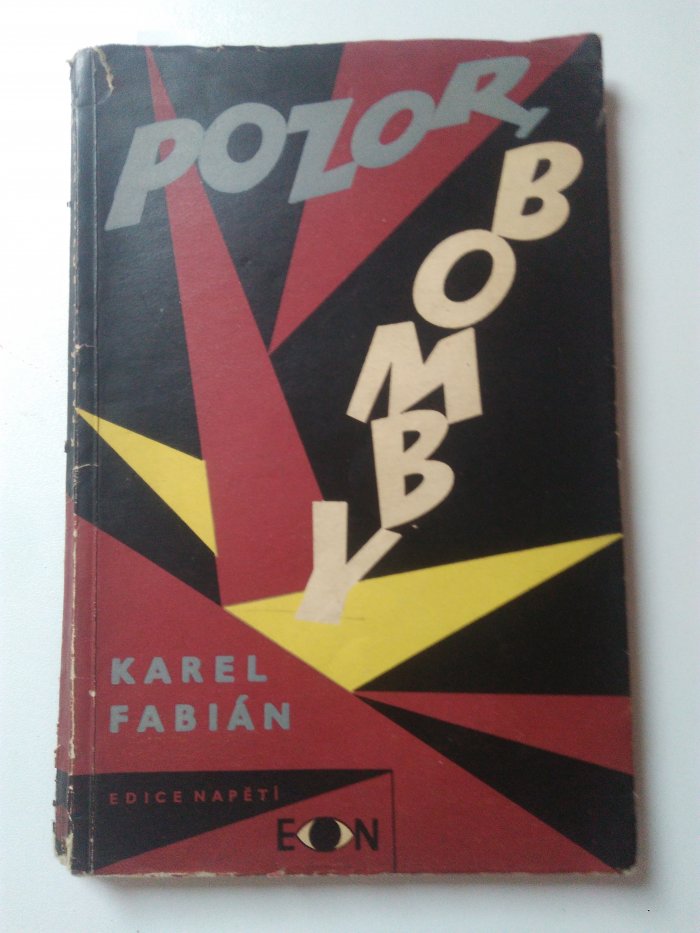 POZOR,
BOMBY
KAREL
FABIÁN
EDICE NAPĚTÍ
EON